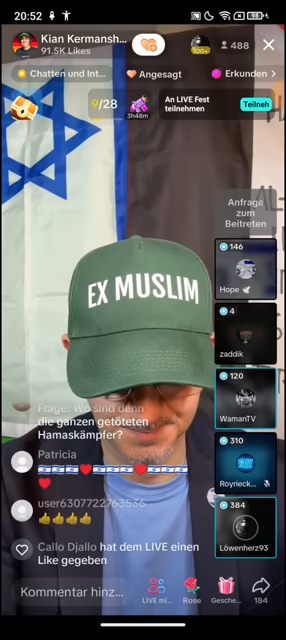 20:52
Kian Kermansh...
91.5K Likes
100+
488
Chatten und Int...
Angesagt
Erkunden
9/28
3h48m
An LIVE Fest
teilnehmen
Teilneh
Anfrage
zum
Beitreten
146
Hope
4
zaddik
120
WamanTV
310
Royrieck...
384
Löwenherz93
EX MUSLIM
Frage: Wo sind denn
die ganzen getöteten
Hamaskämpfer?
Patricia
user6307722763536
Callo Djallo hat dem LIVE einen
Like gegeben
Kommentar hinz...
LIVE mi...
Rose
Gesche...
184